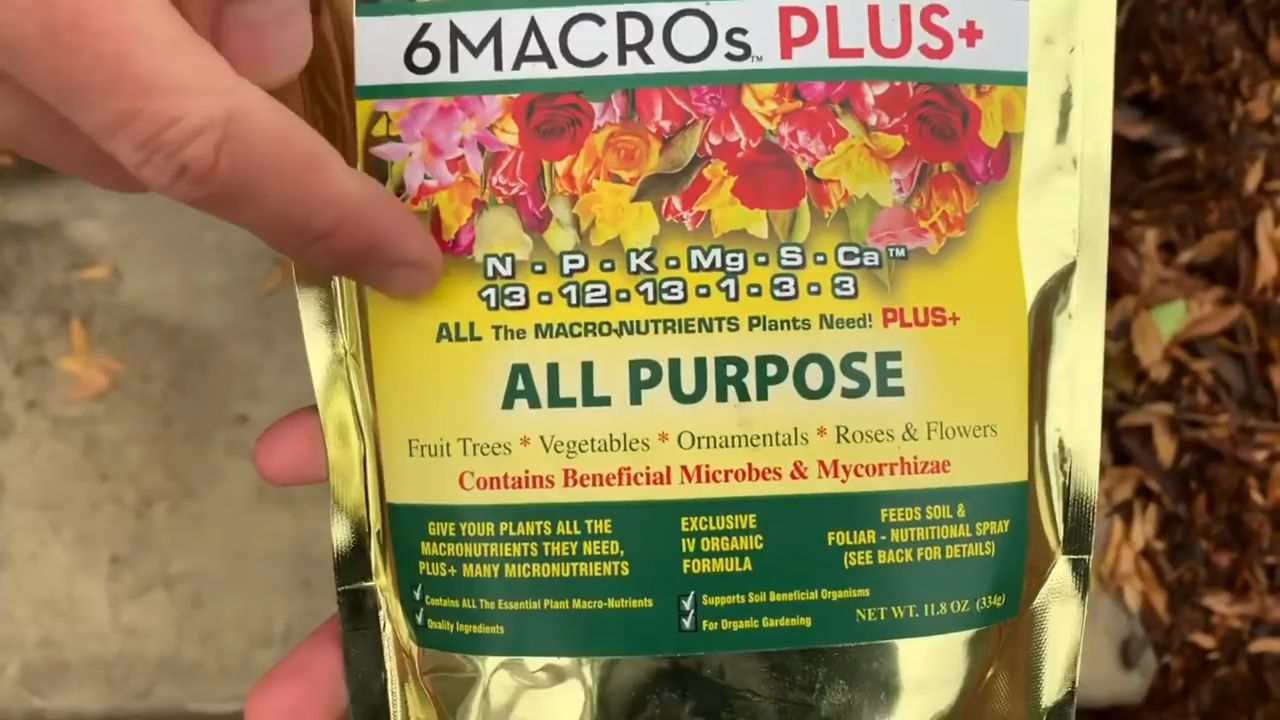 6MACROs™ PLUS+
N - P - K - Mg - S - Ca™
13 - 12 - 13 - 1 - 3 - 3
ALL The MACRO-NUTRIENTS Plants Need! PLUS+
ALL PURPOSE
Fruit Trees * Vegetables * Ornamentals * Roses & Flowers
Contains Beneficial Microbes & Mycorrhizae
GIVE YOUR PLANTS ALL THE
MACRONUTRIENTS THEY NEED,
PLUS+ MANY MICRONUTRIENTS
Contains ALL The Essential Plant Macro-Nutrients
Quality Ingredients
EXCLUSIVE
IV ORGANIC
FORMULA
Supports Soil Beneficial Organisms
For Organic Gardening
FEEDS SOIL &
FOLIAR - NUTRITIONAL SPRAY
(SEE BACK FOR DETAILS)
NET WT. 11.8 OZ (334g)